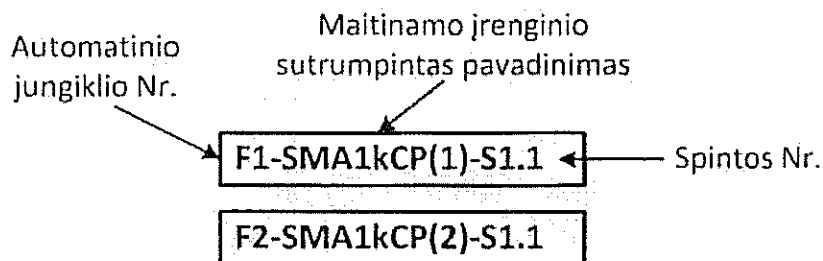 Automatinio
jungiklio Nr.
Maitinamo įrenginio
sutrumpintas pavadinimas
F1-SMA1kCP(1)-S1.1
Spintos Nr.
F2-SMA1kCP(2)-S1.1